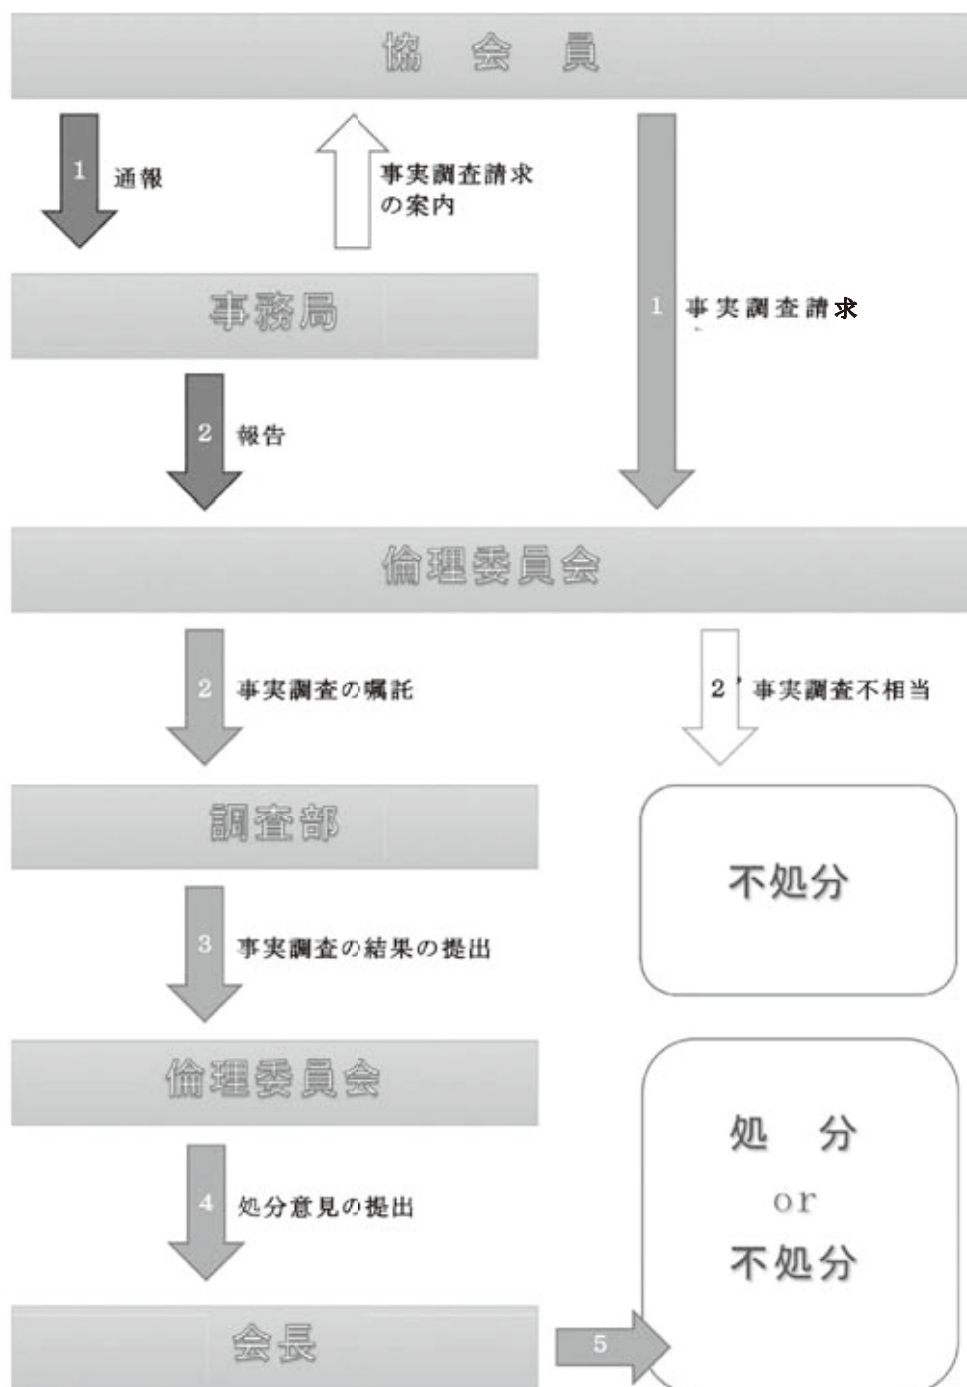 協 会 員
1 通報
事実調査請求
の案内
1 事実調査請求
事務局
2 報告
倫理委員会
2 事実調査の嘱託
2’ 事実調査不相当
調査部
不処分
3 事実調査の結果の提出
倫理委員会
処 分
or
不処分
4 処分意見の提出
会長
5